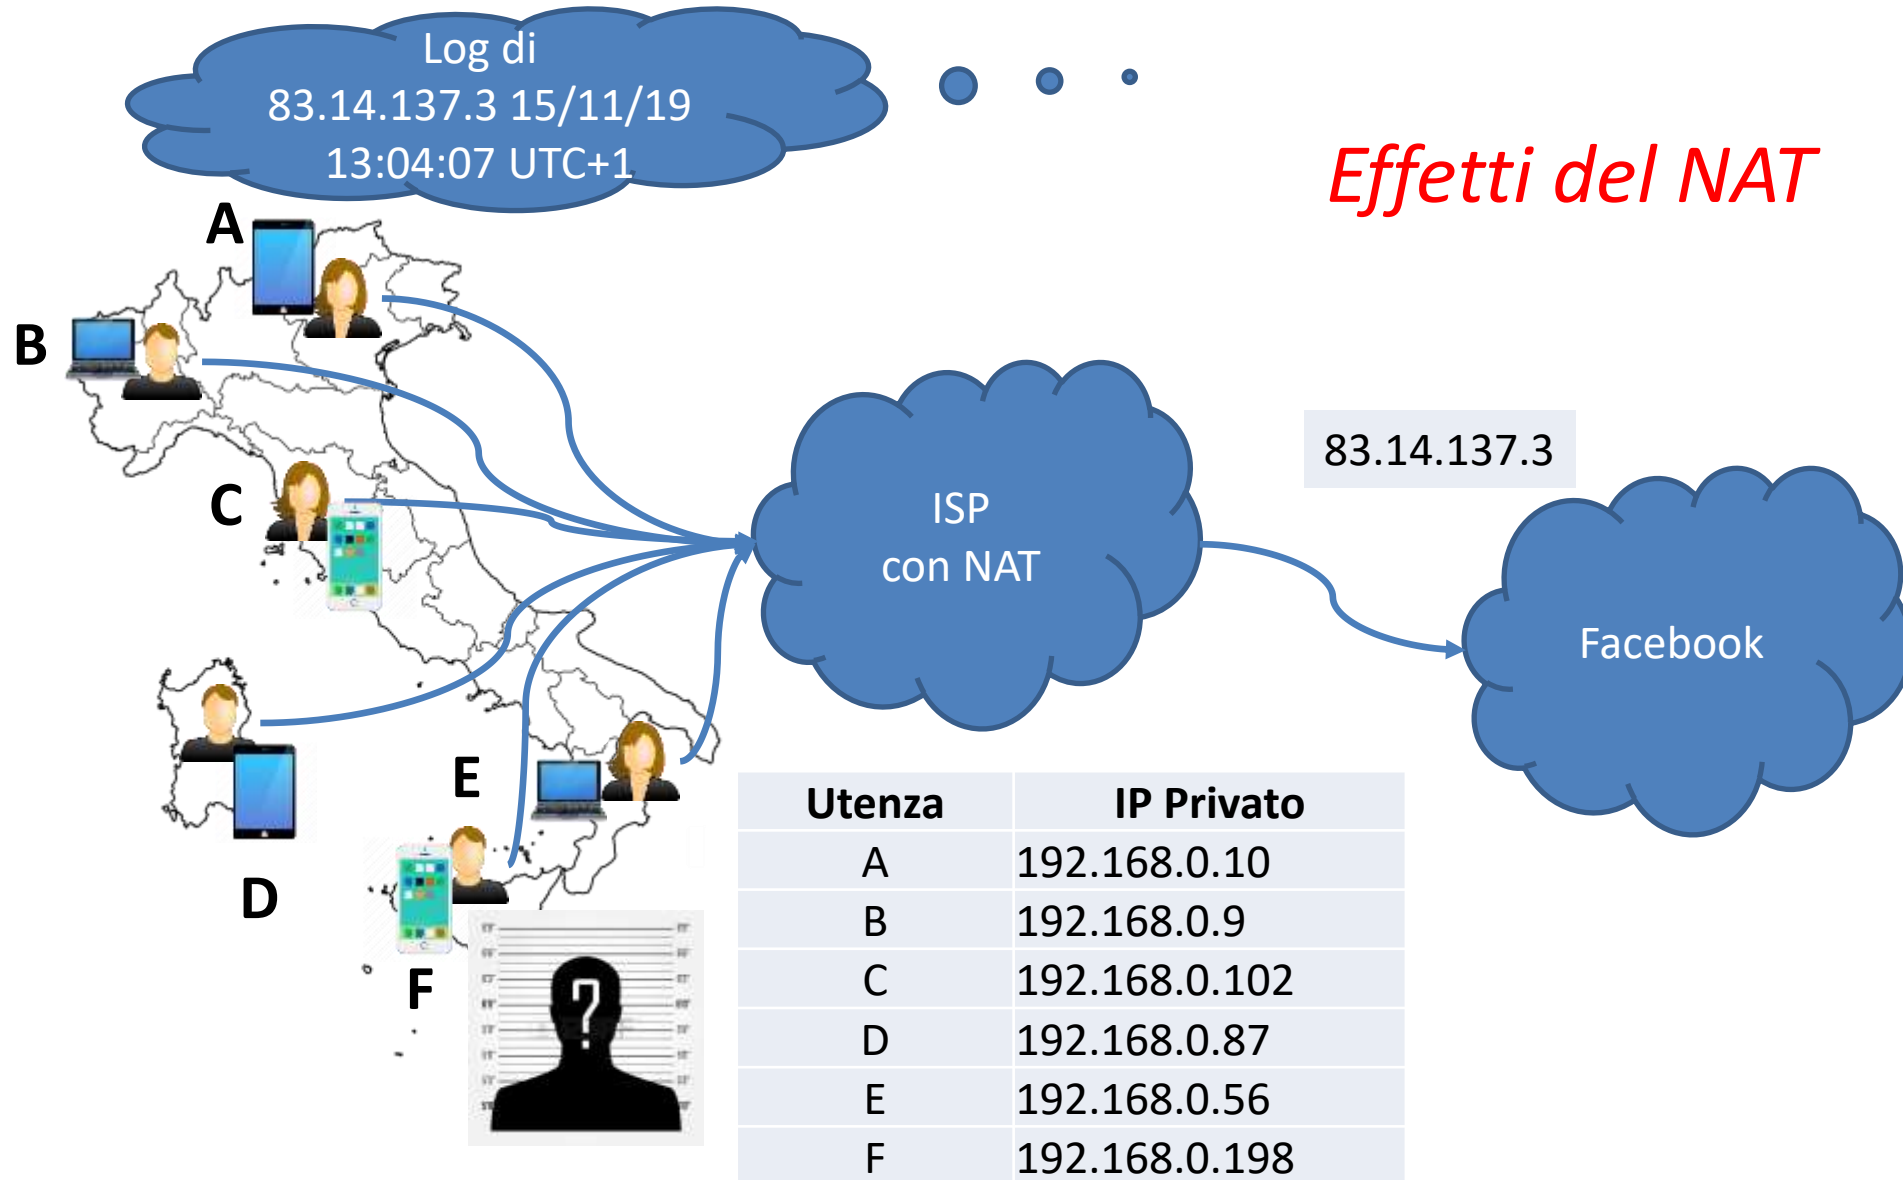 Log di
83.14.137.3 15/11/19
13:04:07 UTC+1
Effetti del NAT
A
B
C
D
E
F
ISP
con NAT
83.14.137.3
Facebook
Utenza IP Privato
A 192.168.0.10
B 192.168.0.9
C 192.168.0.102
D 192.168.0.87
E 192.168.0.56
F 192.168.0.198
?